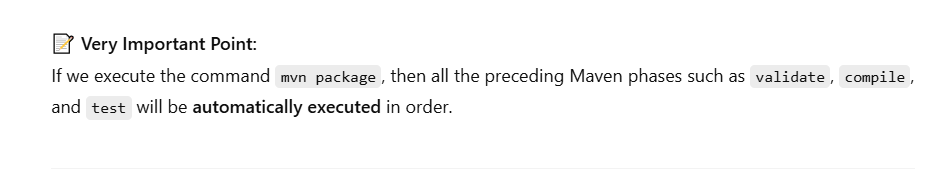 📝 Very Important Point:
If we execute the command mvn package, then all the preceding Maven phases such as validate, compile,
and test will be automatically executed in order.